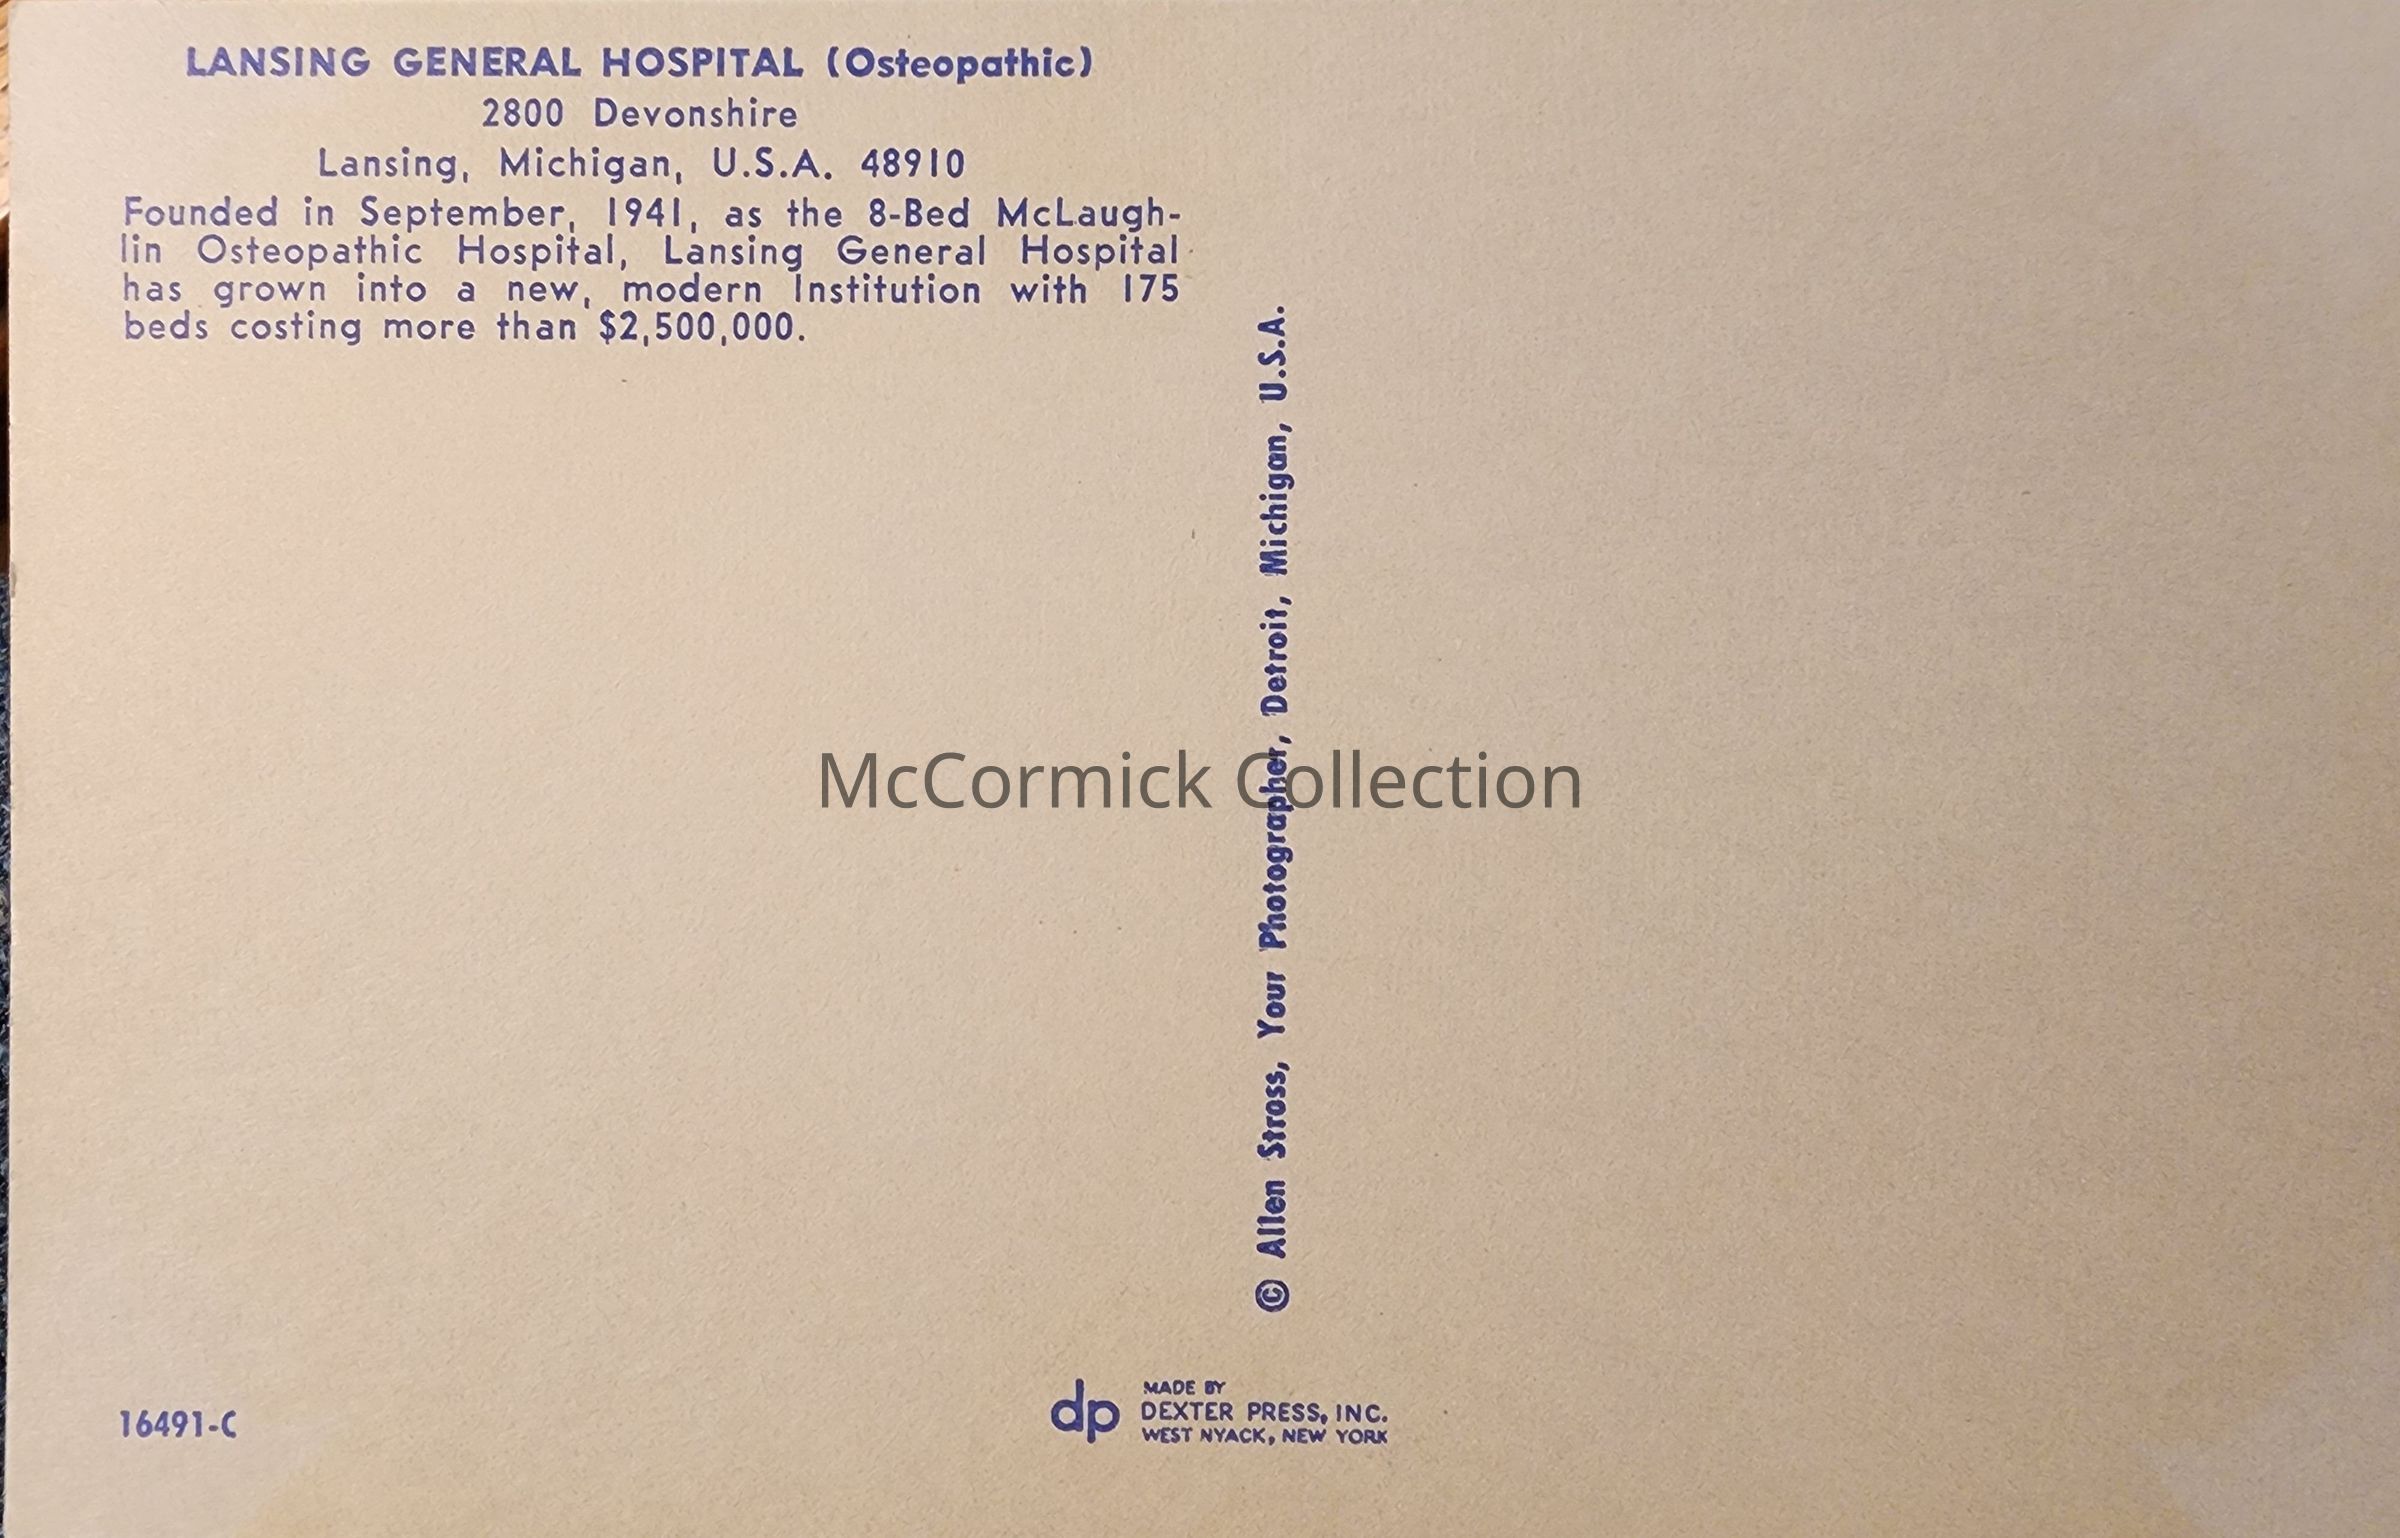 LANSING GENERAL HOSPITAL (Osteopathic)
2800 Devonshire
Lansing, Michigan, U.S.A. 48910
Founded in September, 1941, as the 8-Bed McLaugh-
lin Osteopathic Hospital, Lansing General Hospital
has grown into a new, modern Institution with 175
beds costing more than $2,500,000.
© Allen Stross, Your Photographer, Detroit, Michigan, U.S.A.
McCormick Collection
16491-C
dp
MADE BY
DEXTER PRESS, INC.
WEST NYACK, NEW YORK